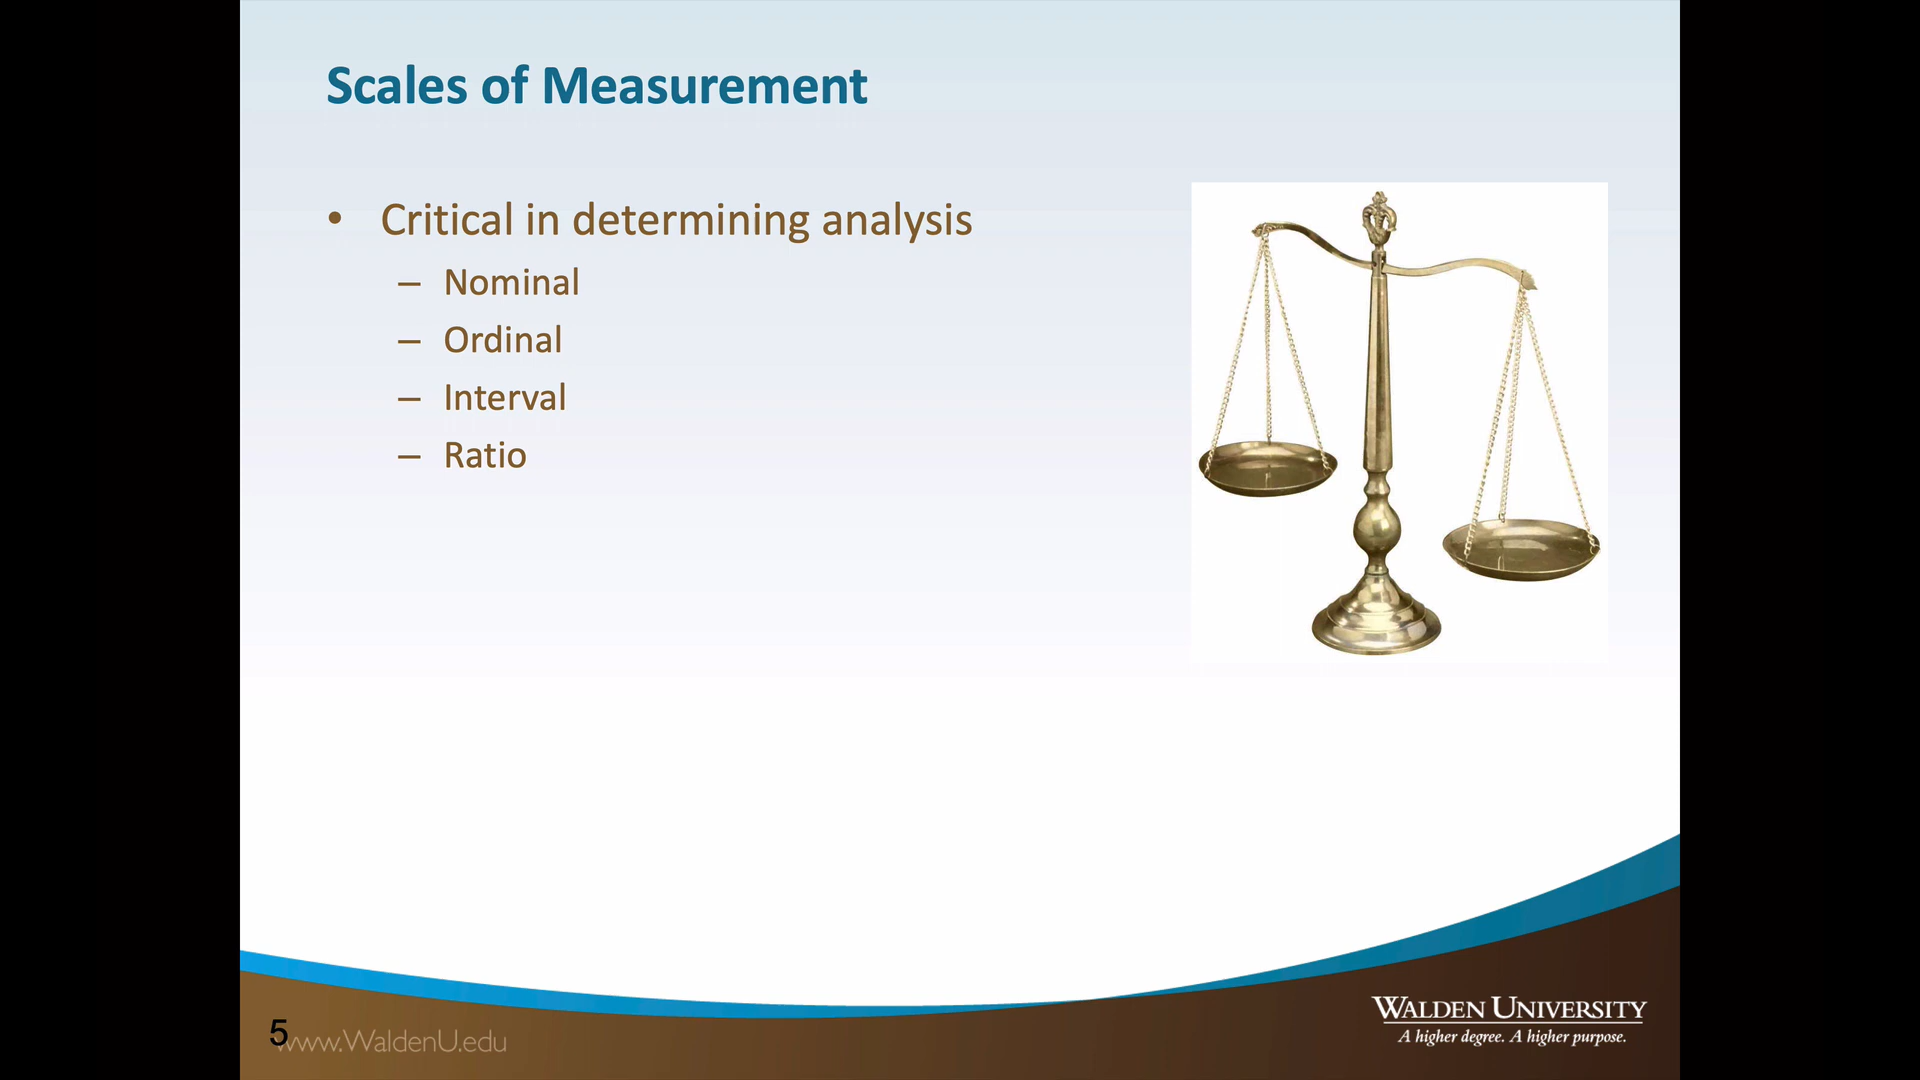 Scales of Measurement
• Critical in determining analysis
– Nominal
– Ordinal
– Interval
– Ratio
5
www.WaldenU.edu
WALDEN UNIVERSITY
A higher degree. A higher purpose.